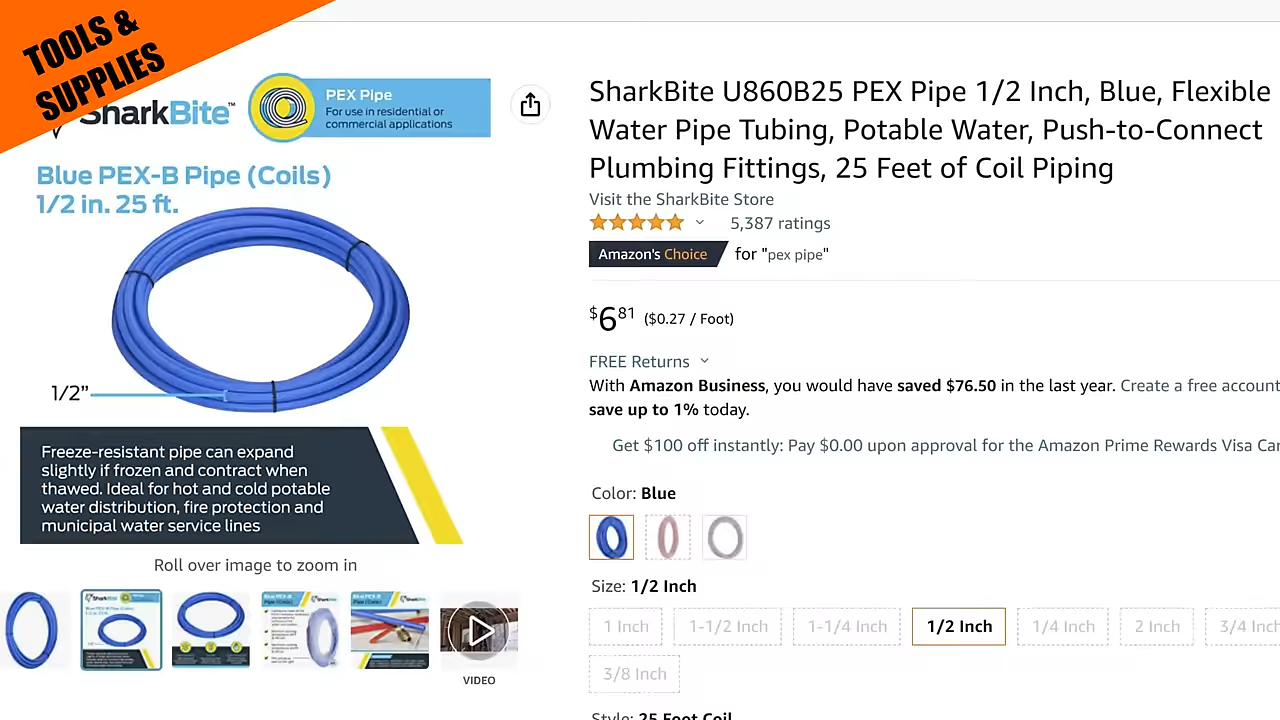 TOOLS &
SUPPLIES
SharkBite™
PEX Pipe
For use in residential or
commercial applications
Blue PEX-B Pipe (Coils)
1/2 in. 25 ft.
1/2”
Freeze-resistant pipe can expand
slightly if frozen and contract when
thawed. Ideal for hot and cold potable
water distribution, fire protection and
municipal water service lines
Roll over image to zoom in
VIDEO
SharkBite U860B25 PEX Pipe 1/2 Inch, Blue, Flexible
Water Pipe Tubing, Potable Water, Push-to-Connect
Plumbing Fittings, 25 Feet of Coil Piping
Visit the SharkBite Store
5,387 ratings
Amazon's Choice for "pex pipe"
$6 81 ($0.27 / Foot)
FREE Returns
With Amazon Business, you would have saved $76.50 in the last year. Create a free account
save up to 1% today.
Get $100 off instantly: Pay $0.00 upon approval for the Amazon Prime Rewards Visa Car
Color: Blue
Size: 1/2 Inch
1 Inch 1-1/2 Inch 1-1/4 Inch 1/2 Inch 1/4 Inch 2 Inch 3/4 Inch
3/8 Inch
Style: 25 Foot Coil